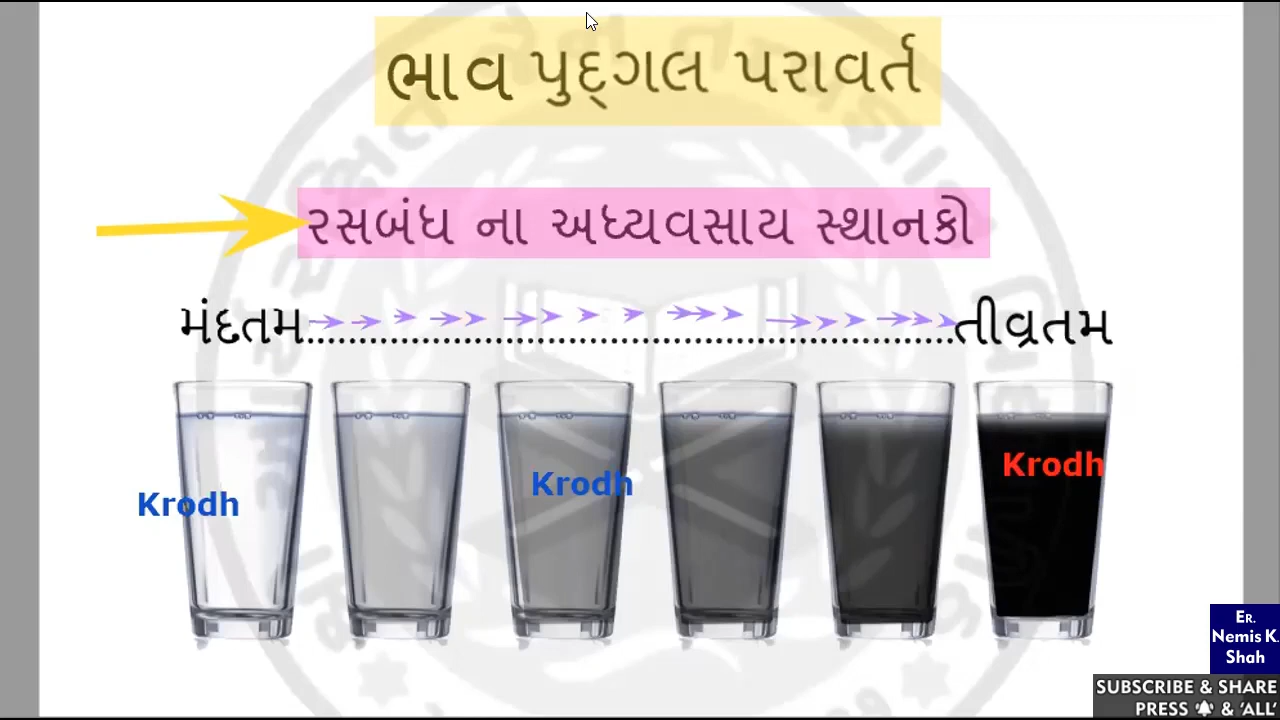 ભાવ પુદ્ગલ પરાવર્ત
રસબંધ ના અધ્યવસાય સ્થાનકો
મંદતમ......................................................તીવ્રતમ
Krodh
Krodh
Krodh
ER.
Nemis K.
Shah
SUBSCRIBE & SHARE
PRESS & 'ALL'